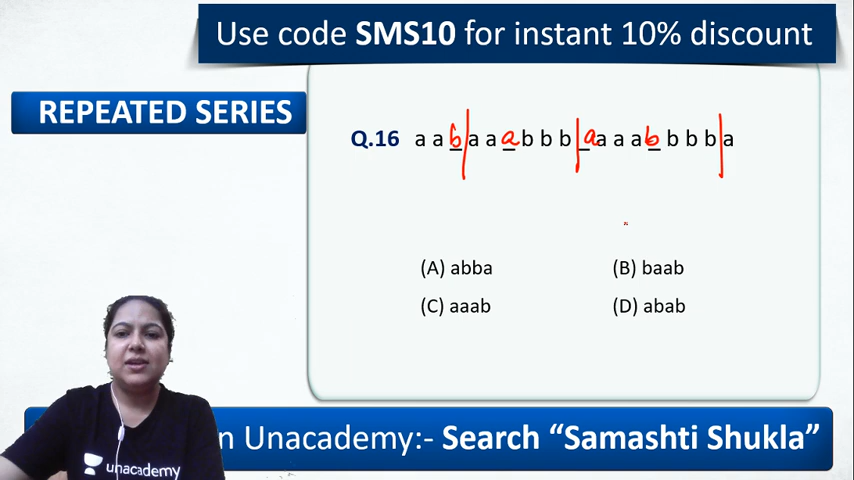 Use code SMS10 for instant 10% discount
REPEATED SERIES
Q.16 a a b | a a a b b b | a a a a b b b b | a
(A) abba (B) baab
(C) aaab (D) abab
n Unacademy:- Search “Samashti Shukla”
unacademy